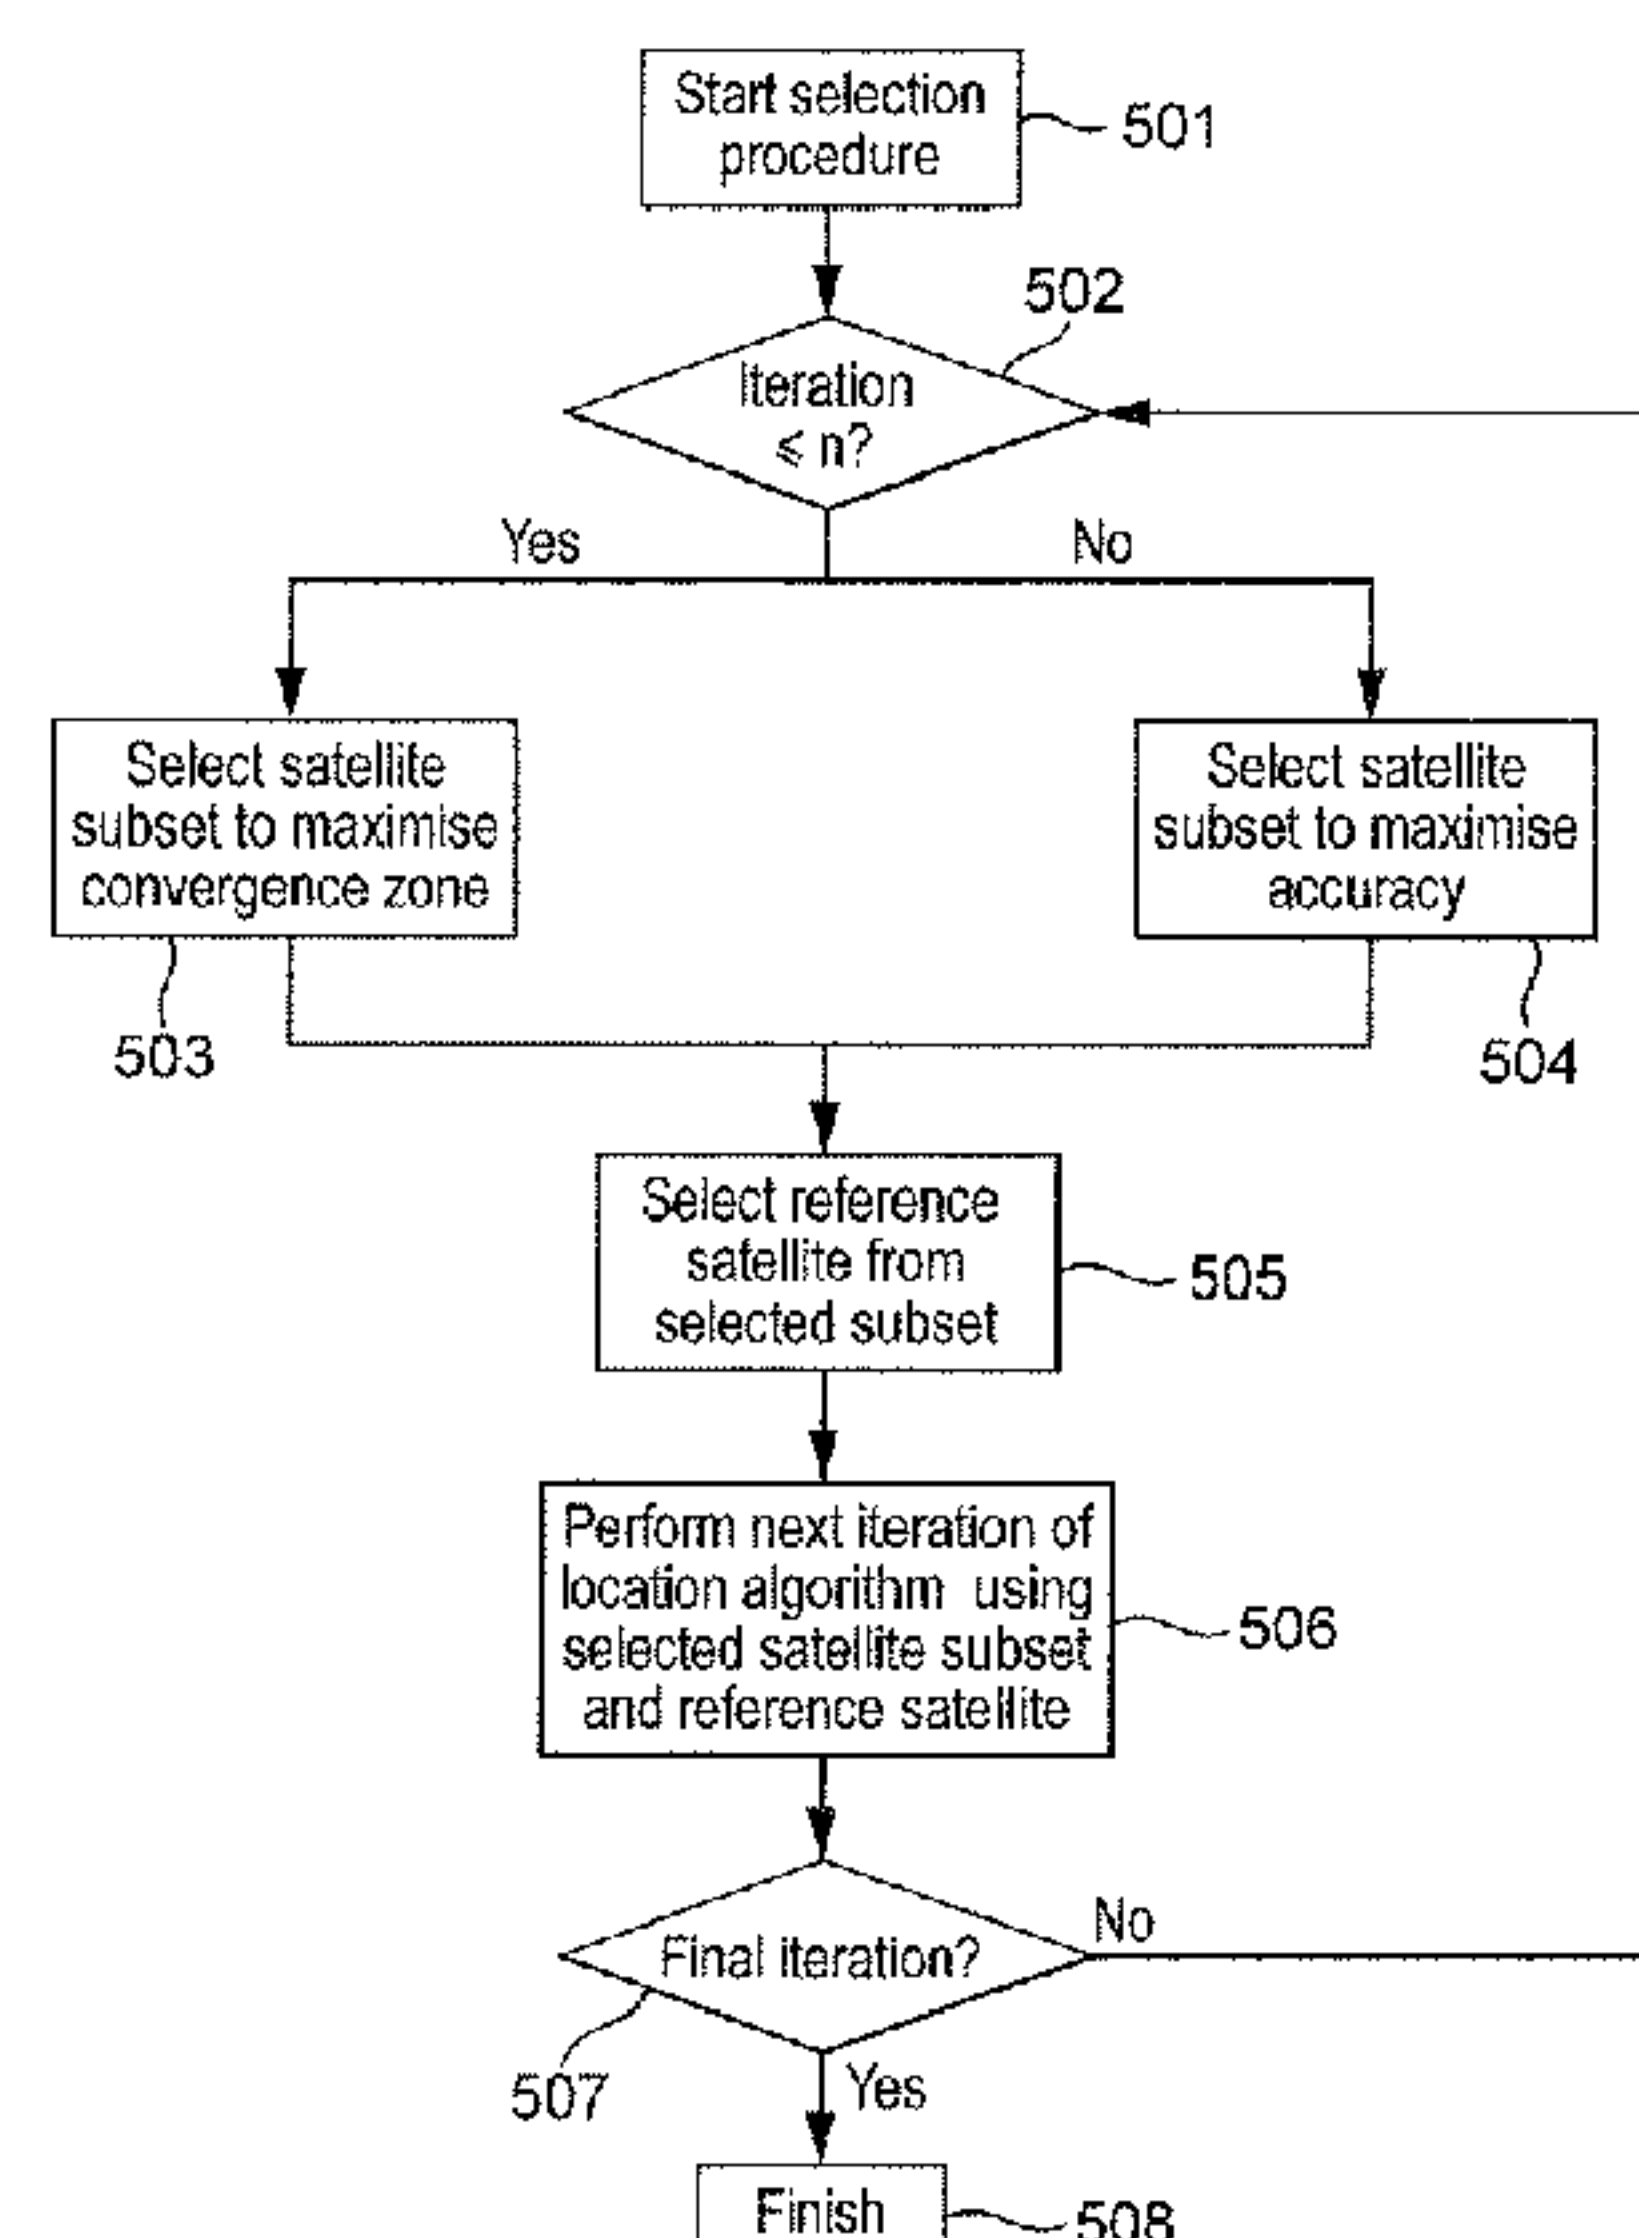 Start selection
procedure
501
502
Iteration
≤ n?
Yes
No
Select satellite
subset to maximise
convergence zone
Select satellite
subset to maximise
accuracy
503
504
Select reference
satellite from
selected subset
505
Perform next iteration of
location algorithm using
selected satellite subset
and reference satellite
506
Final iteration?
No
507
Yes
Finish
508